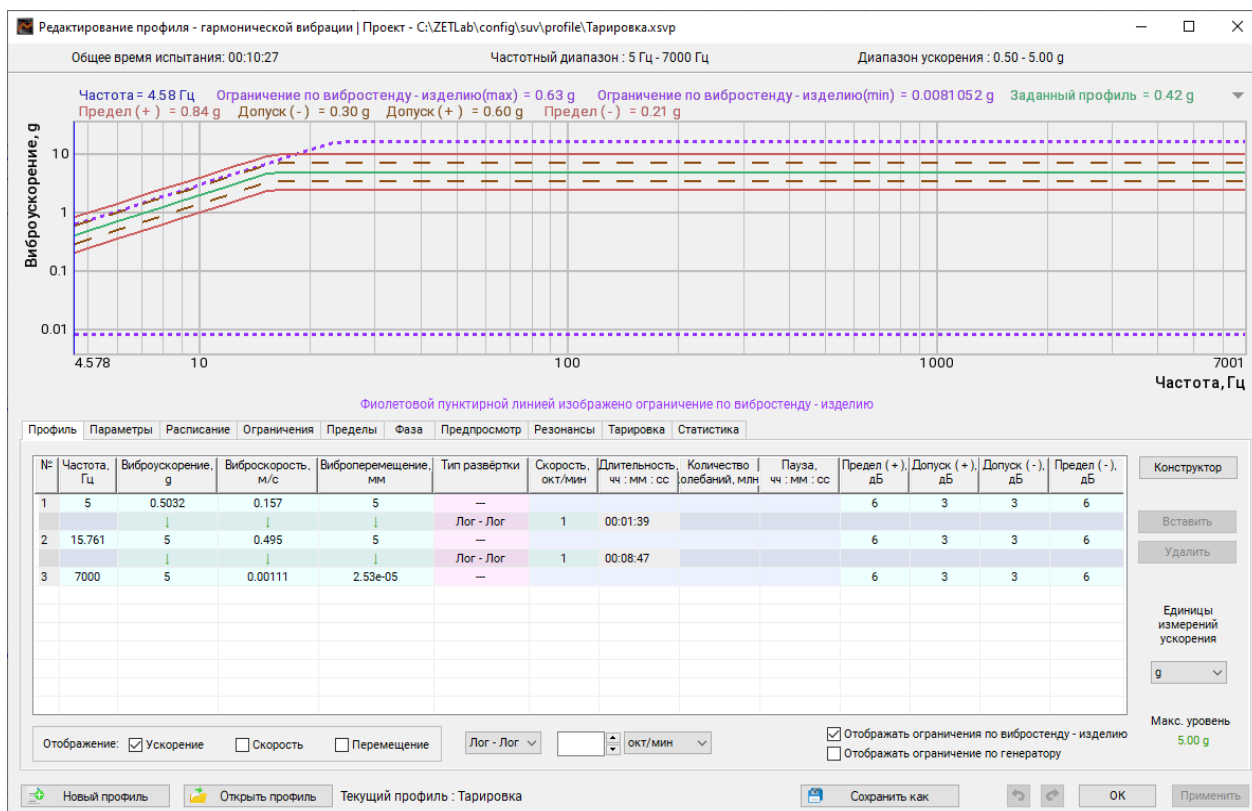 Редактирование профиля - гармонической вибрации | Проект - C:\ZETLab\config\suv\profile\Тарировка.xsvp
Общее время испытания: 00:10:27 Частотный диапазон : 5 Гц - 7000 Гц Диапазон ускорения : 0.50 - 5.00 g
Частота = 4.58 Гц Ограничение по вибростенду - изделию(max) = 0.63 g Ограничение по вибростенду - изделию(min) = 0.0081052 g Заданный профиль = 0.42 g
Предел ( + ) = 0.84 g Допуск ( - ) = 0.30 g Допуск ( + ) = 0.60 g Предел ( - ) = 0.21 g
Виброускорение, g
10
1
0.1
0.01
4.578 10 100 1000 7001
Частота, Гц
Фиолетовой пунктирной линией изображено ограничение по вибростенду - изделию
Профиль Параметры Расписание Ограничения Пределы Фаза Предпросмотр Резонансы Тарировка Статистика
№ Частота, Виброускорение, Виброскорость, Виброперемещение, Тип развёртки Скорость, Длительность, Количество Пауза, Предел ( + ), Допуск ( + ), Допуск ( - ), Предел ( - ),
Гц g м/с мм окт/мин чч : мм : сс олебаний, млн чч : мм : сс дБ дБ дБ дБ
1 5 0.5032 0.157 5 --- 6 3 3 6
↓ ↓ ↓ Лог - Лог 1 00:01:39
2 15.761 5 0.495 5 --- 6 3 3 6
↓ ↓ ↓ Лог - Лог 1 00:08:47
3 7000 5 0.00111 2.53e-05 --- 6 3 3 6
Конструктор
Вставить
Удалить
Единицы
измерений
ускорения
g
Макс. уровень
5.00 g
Отображение: Ускорение Скорость Перемещение Лог - Лог окт/мин
Отображать ограничения по вибростенду - изделию
Отображать ограничение по генератору
Новый профиль Открыть профиль Текущий профиль : Тарировка Сохранить как OK Применить